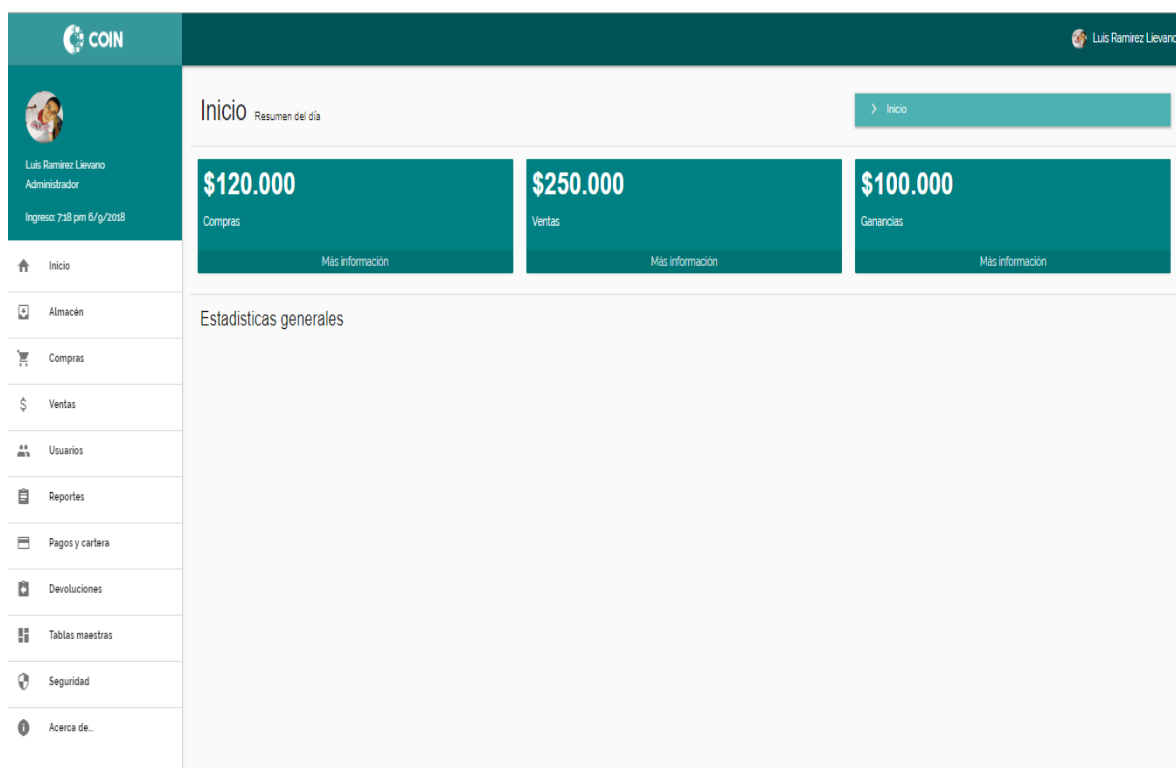 COIN
Luis Ramirez Lievano
Luis Ramirez Lievano
Administrador
Ingreso: 7:18 pm 6/9/2018
Inicio
Almacén
Compras
Ventas
Usuarios
Reportes
Pagos y cartera
Devoluciones
Tablas maestras
Seguridad
Acerca de...
Inicio Resumen del día
Inicio
$120.000
Compras
Más información
$250.000
Ventas
Más información
$100.000
Ganancias
Más información
Estadisticas generales